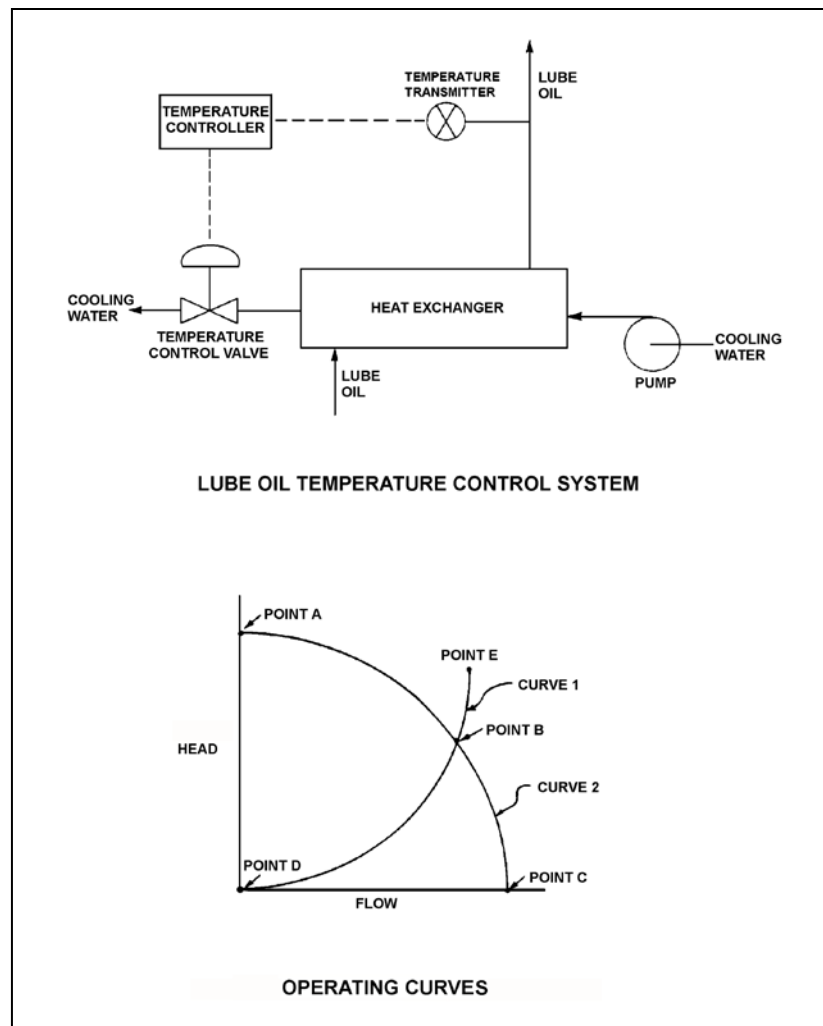 TEMPERATURE
TRANSMITTER
LUBE
OIL
TEMPERATURE
CONTROLLER
COOLING
WATER
TEMPERATURE
CONTROL VALVE
HEAT EXCHANGER
COOLING
WATER
PUMP
LUBE
OIL
LUBE OIL TEMPERATURE CONTROL SYSTEM
POINT A
POINT E
CURVE 1
POINT B
HEAD
CURVE 2
POINT D
POINT C
FLOW
OPERATING CURVES